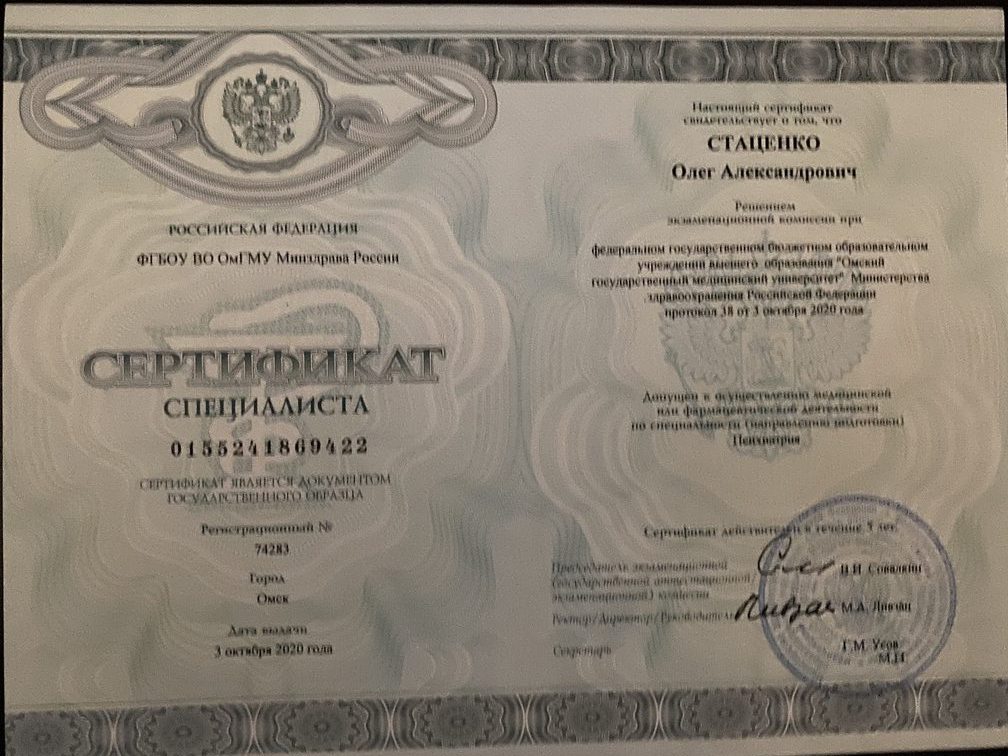 РОССИЙСКАЯ ФЕДЕРАЦИЯ
ФГБОУ ВО ОмГМУ Минздрава России
СЕРТИФИКАТ
СПЕЦИАЛИСТА
0155241869422
СЕРТИФИКАТ ЯВЛЯЕТСЯ ДОКУМЕНТОМ
ГОСУДАРСТВЕННОГО ОБРАЗЦА
Регистрационный №
74283
Город
Омск
Дата выдачи
3 октября 2020 года
Настоящий сертификат
свидетельствует о том, что
СТАЦЕНКО
Олег Александрович
Решением
экзаменационной комиссии при
федеральном государственном бюджетном образовательном
учреждении высшего образования "Омский
государственный медицинский университет" Министерства
здравоохранения Российской Федерации
протокол 38 от 3 октября 2020 года
Допущен к осуществлению медицинской
или фармацевтической деятельности
по специальности (направлению подготовки)
Психиатрия
Сертификат действителен в течение 5 лет.
Председатель экзаменационной
(государственной аттестационной/
экзаменационной) комиссии
В.И. Совалкин
Ректор/Директор/Руководитель
М.А. Ливзан
Секретарь
Г.М. Усов
М.П.